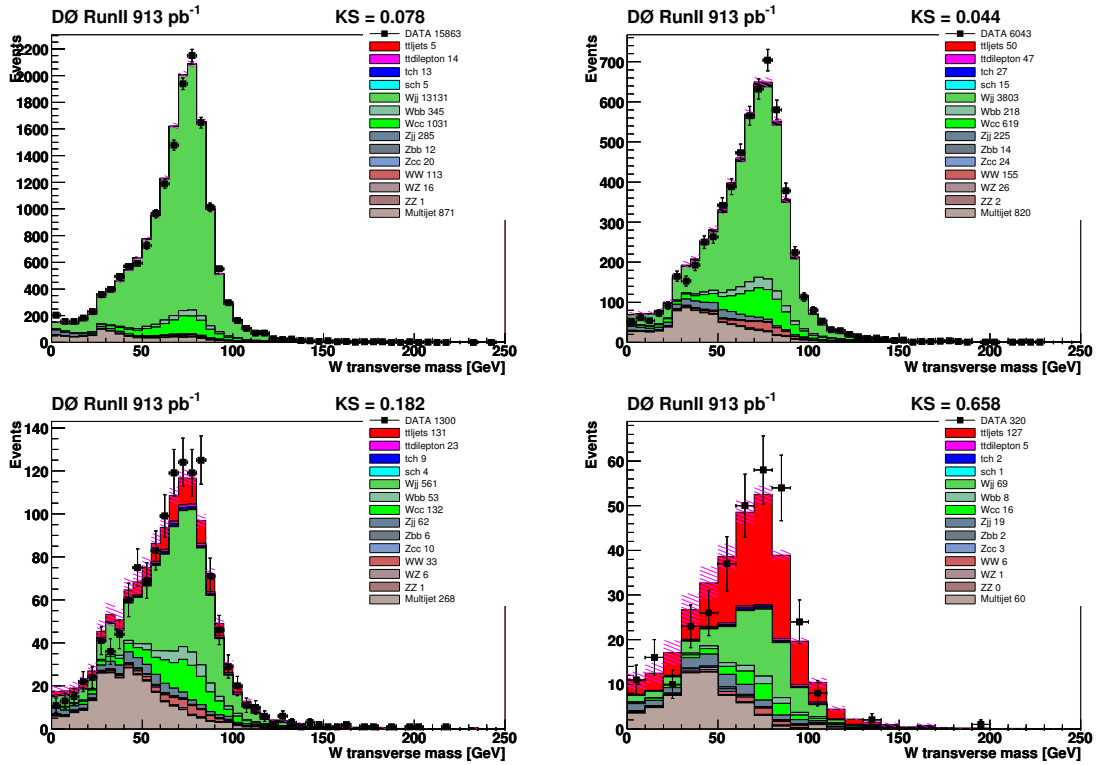 DØ RunII 913 pb-1 KS = 0.078
Events
2200
2000
1800
1600
1400
1200
1000
800
600
400
200
0
0 50 100 150 200 250
W transverse mass [GeV]
DATA 15863
ttljets 5
ttdilepton 14
tch 13
sch 5
Wjj 13131
Wbb 345
Wcc 1031
Zjj 285
Zbb 12
Zcc 20
WW 113
WZ 16
ZZ 1
Multijet 871
DØ RunII 913 pb-1 KS = 0.044
Events
700
600
500
400
300
200
100
0
0 50 100 150 200 250
W transverse mass [GeV]
DATA 6043
ttljets 50
ttdilepton 47
tch 27
sch 15
Wjj 3803
Wbb 218
Wcc 619
Zjj 225
Zbb 14
Zcc 24
WW 155
WZ 26
ZZ 2
Multijet 820
DØ RunII 913 pb-1 KS = 0.182
Events
140
120
100
80
60
40
20
0
0 50 100 150 200 250
W transverse mass [GeV]
DATA 1300
ttljets 131
ttdilepton 23
tch 9
sch 4
Wjj 561
Wbb 53
Wcc 132
Zjj 62
Zbb 6
Zcc 10
WW 33
WZ 6
ZZ 1
Multijet 268
DØ RunII 913 pb-1 KS = 0.658
Events
60
50
40
30
20
10
0
0 50 100 150 200 250
W transverse mass [GeV]
DATA 320
ttljets 127
ttdilepton 5
tch 2
sch 1
Wjj 69
Wbb 8
Wcc 16
Zjj 19
Zbb 2
Zcc 3
WW 6
WZ 1
ZZ 0
Multijet 60